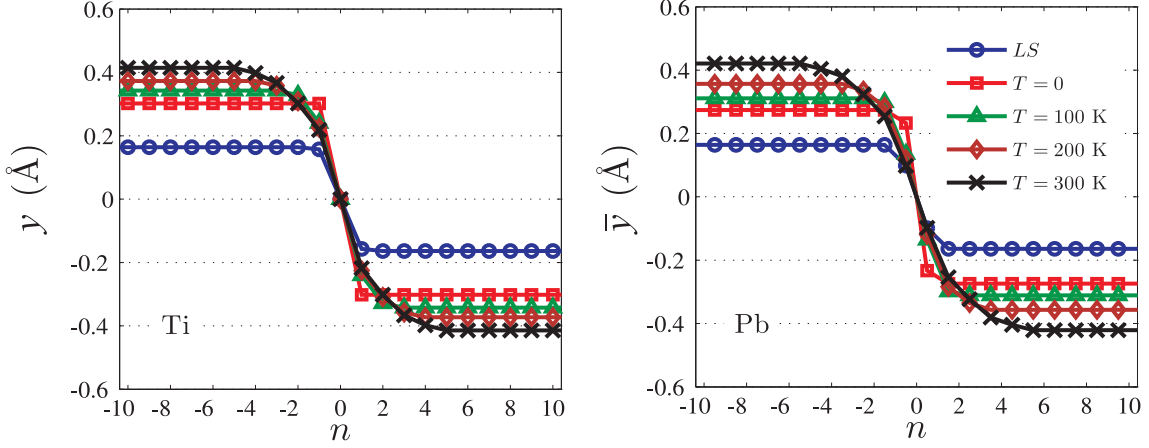 0.6
0.4
0.2
0
-0.2
-0.4
-0.6
y (Å)
-10 -8 -6 -4 -2 0 2 4 6 8 10
n
Ti
0.6
0.4
0.2
0
-0.2
-0.4
-0.6
ȳ (Å)
-10 -8 -6 -4 -2 0 2 4 6 8 10
n
Pb
LS
T = 0
T = 100 K
T = 200 K
T = 300 K